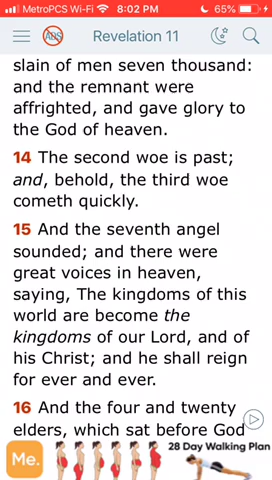 MetroPCS Wi-Fi 8:02 PM 65%
ADS Revelation 11
slain of men seven thousand:
and the remnant were
affrighted, and gave glory to
the God of heaven.
14 The second woe is past;
and, behold, the third woe
cometh quickly.
15 And the seventh angel
sounded; and there were
great voices in heaven,
saying, The kingdoms of this
world are become the
kingdoms of our Lord, and of
his Christ; and he shall reign
for ever and ever.
16 And the four and twenty
elders, which sat before God
Me. 28 Day Walking Plan